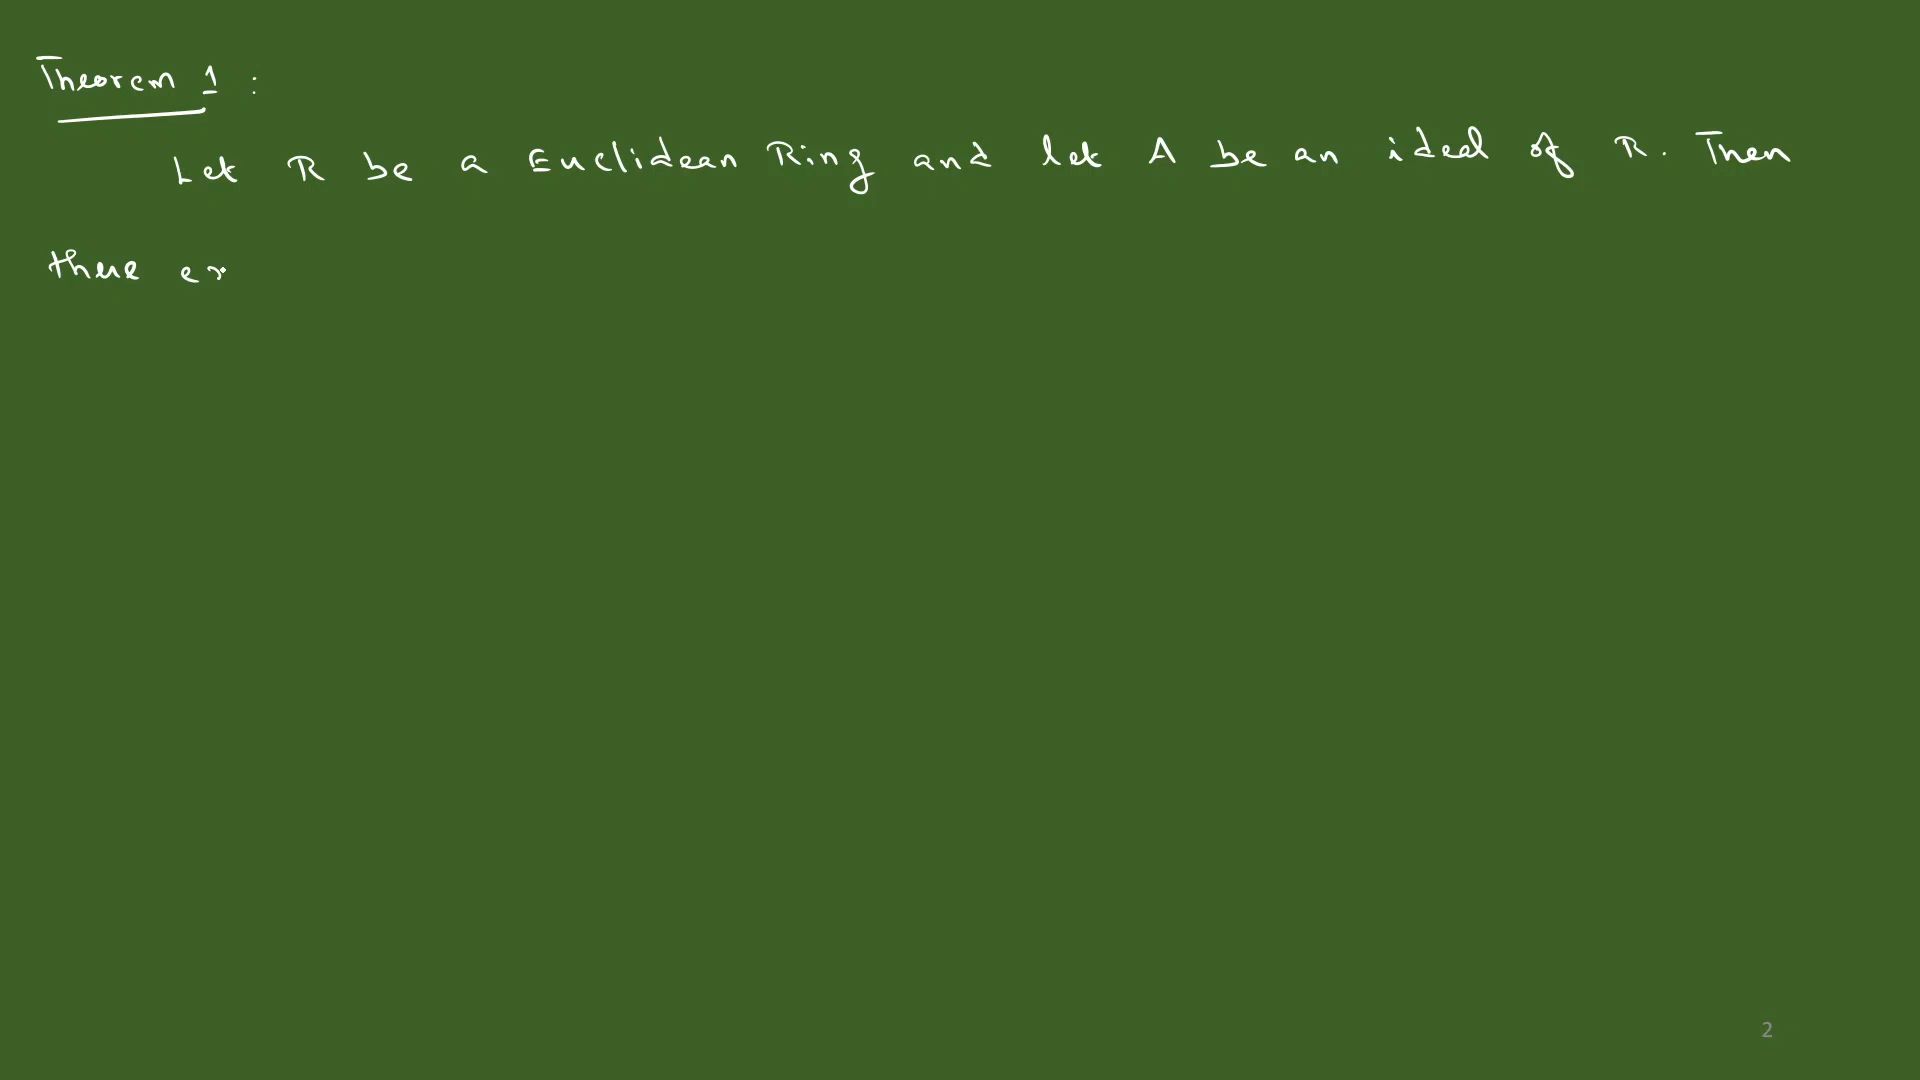 Theorem 1 :
Let R be a Euclidean Ring and let A be an ideal of R. Then
there ex
2